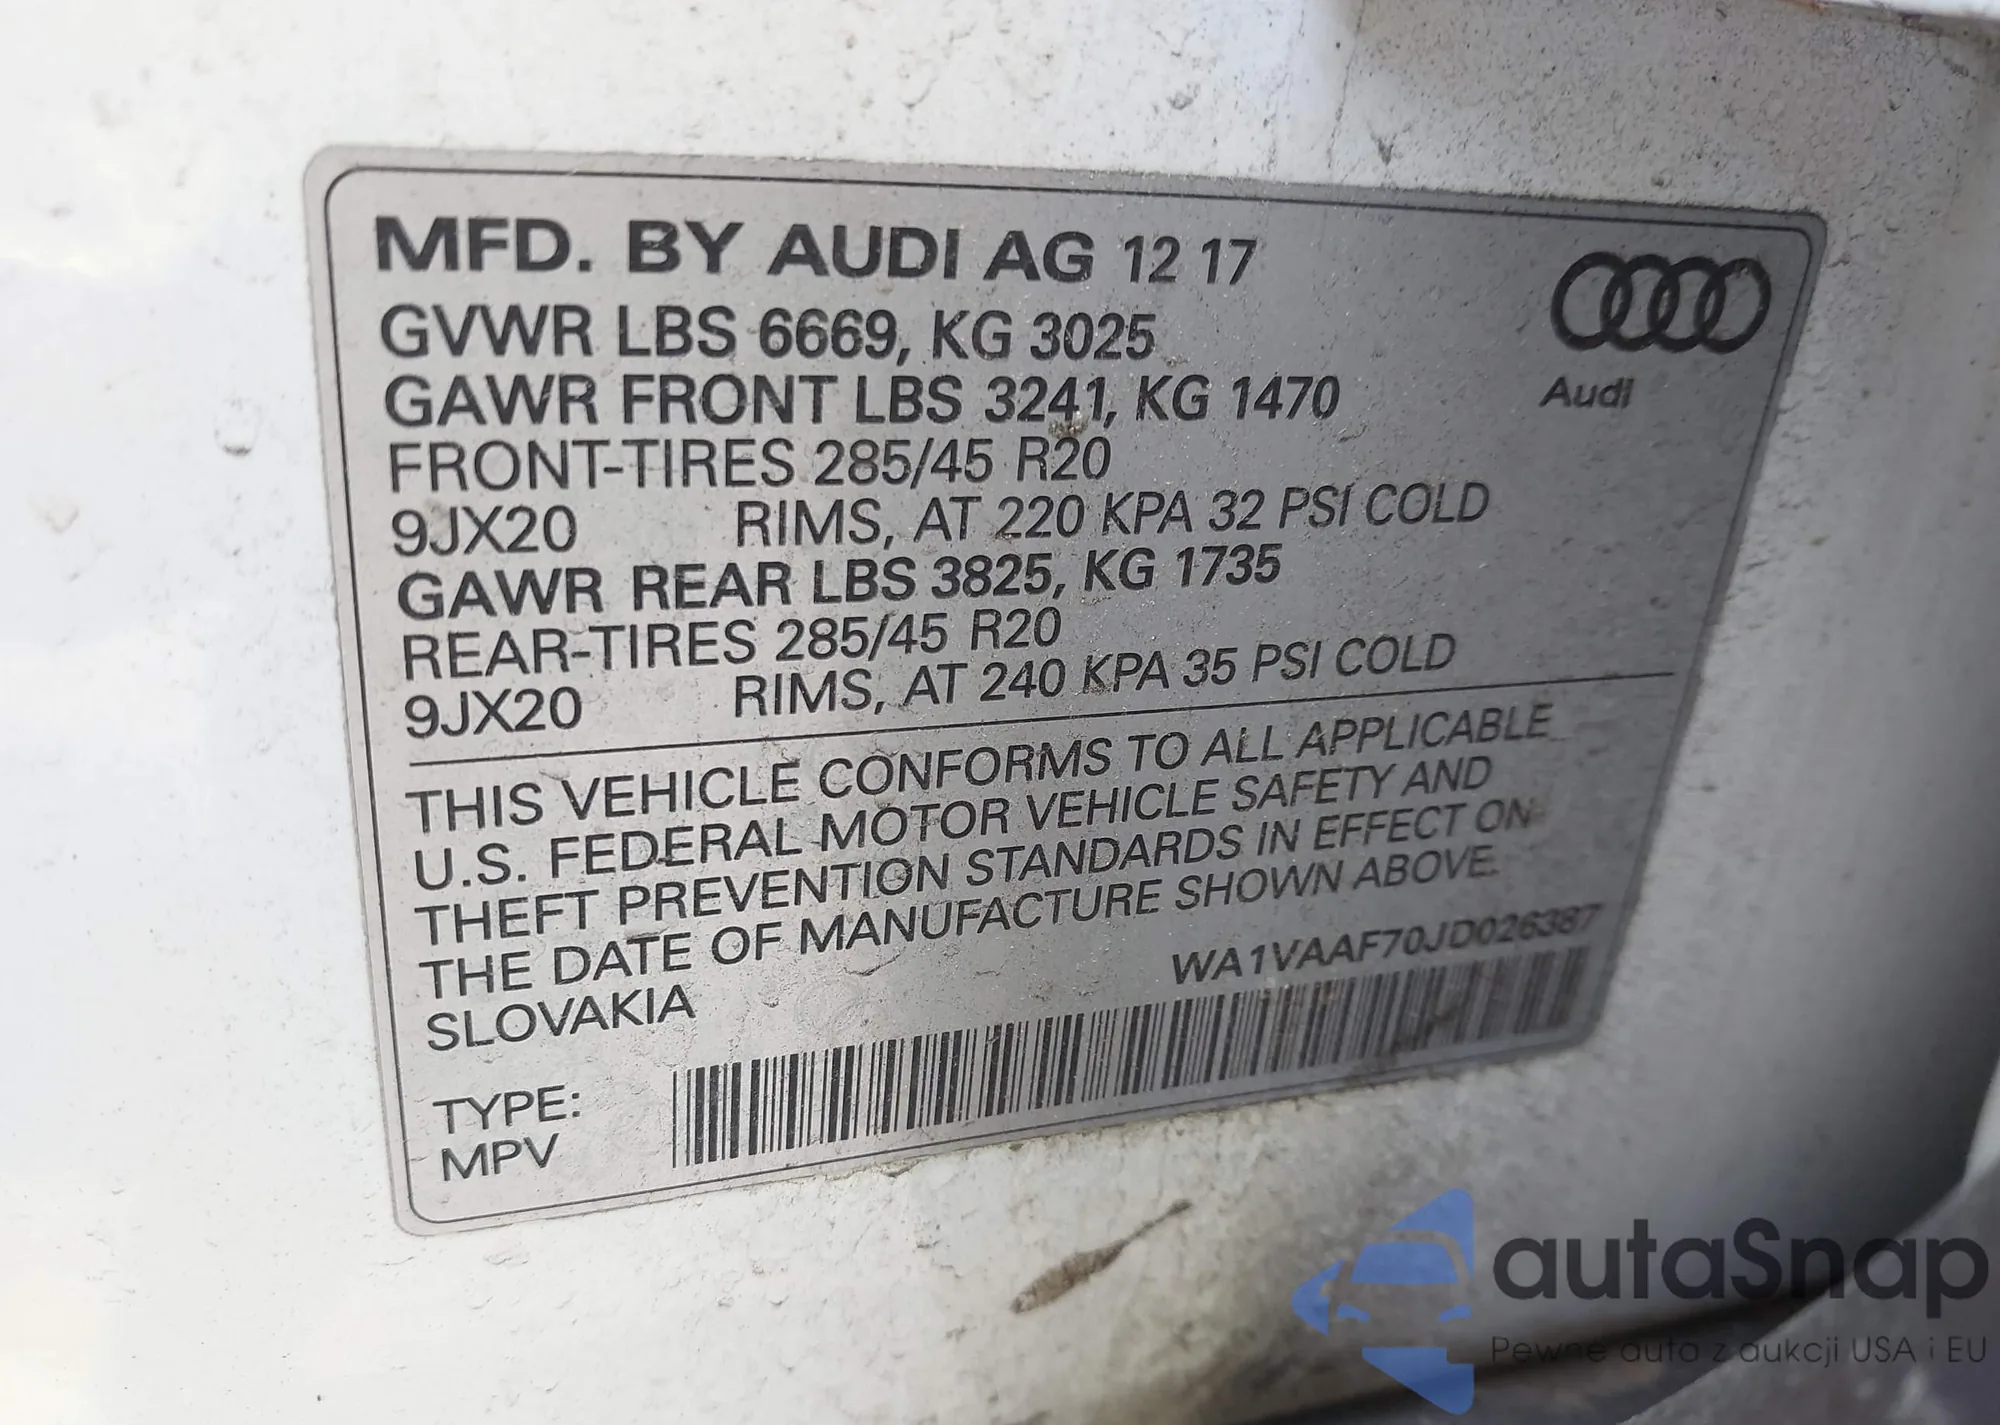 MFD. BY AUDI AG 12 17
GVWR LBS 6669, KG 3025
GAWR FRONT LBS 3241, KG 1470
Audi
FRONT-TIRES 285/45 R20
9JX20 RIMS, AT 220 KPA 32 PSI COLD
GAWR REAR LBS 3825, KG 1735
REAR-TIRES 285/45 R20
9JX20 RIMS, AT 240 KPA 35 PSI COLD
THIS VEHICLE CONFORMS TO ALL APPLICABLE
U.S. FEDERAL MOTOR VEHICLE SAFETY AND
THEFT PREVENTION STANDARDS IN EFFECT ON
THE DATE OF MANUFACTURE SHOWN ABOVE.
SLOVAKIA
WA1VAAF70JD026387
TYPE:
MPV
autaSnap
Pewne auta z aukcji USA i EU